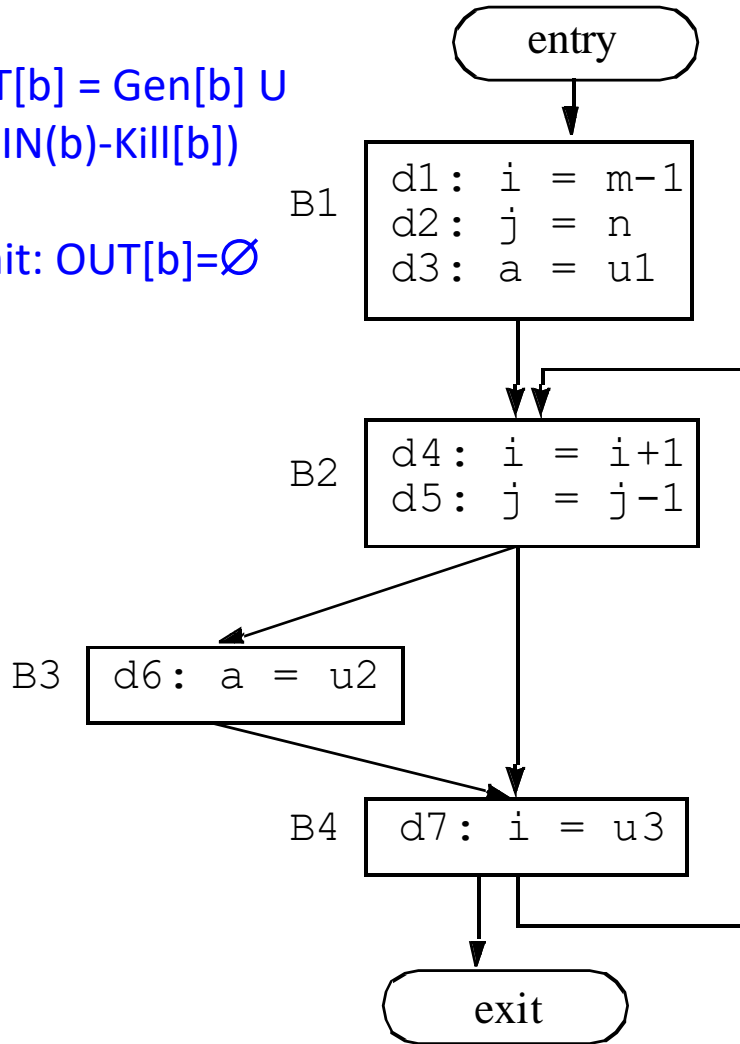 entry
T[b] = Gen[b] U
IN(b)-Kill[b])
it: OUT[b]=∅
B1
d1: i = m-1
d2: j = n
d3: a = u1
B2
d4: i = i+1
d5: j = j-1
B3
d6: a = u2
B4
d7: i = u3
exit